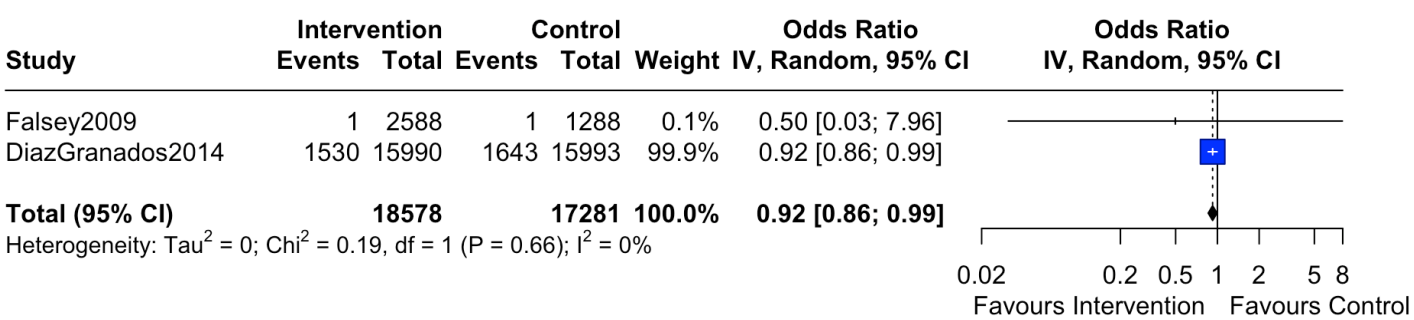 Intervention Control Odds Ratio Odds Ratio
Study Events Total Events Total Weight IV, Random, 95% CI IV, Random, 95% CI
Falsey2009 1 2588 1 1288 0.1% 0.50 [0.03; 7.96]
DiazGranados2014 1530 15990 1643 15993 99.9% 0.92 [0.86; 0.99]
Total (95% CI) 18578 17281 100.0% 0.92 [0.86; 0.99]
Heterogeneity: Tau² = 0; Chi² = 0.19, df = 1 (P = 0.66); I² = 0%
0.02 0.2 0.5 1 2 5 8
Favours Intervention Favours Control